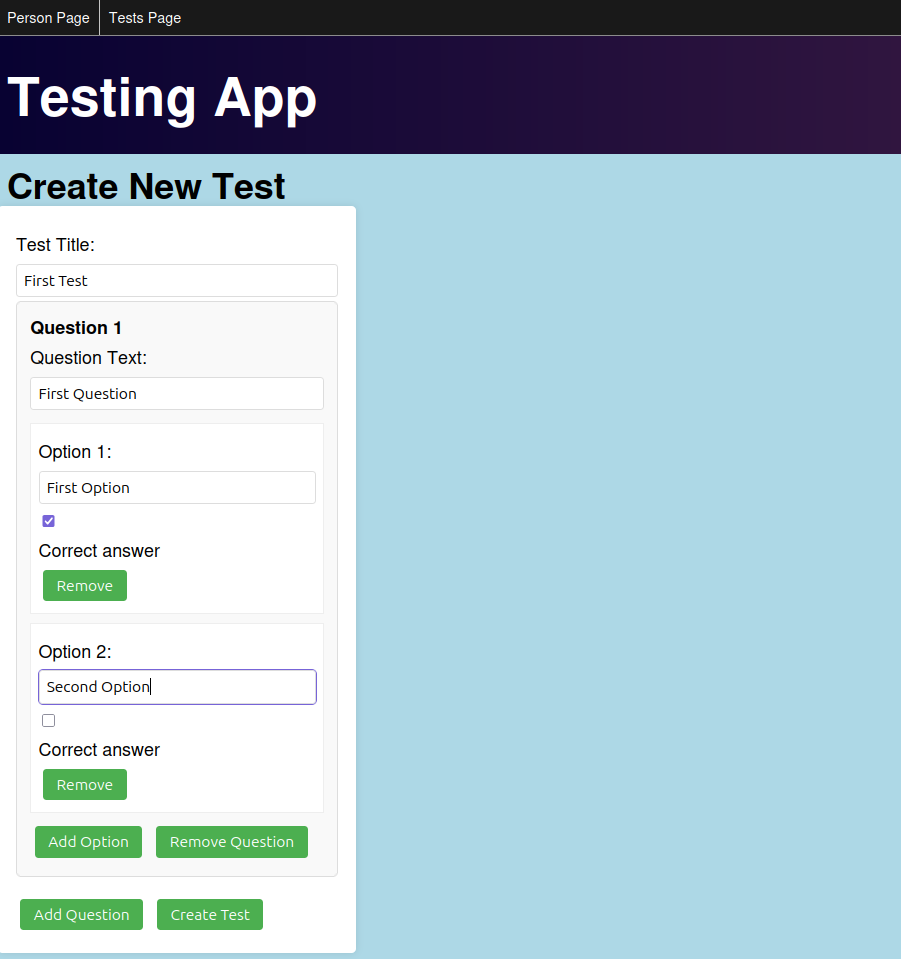 Person Page Tests Page
Testing App
Create New Test
Test Title:
First Test
Question 1
Question Text:
First Question
Option 1:
First Option
Correct answer
Remove
Option 2:
Second Option
Correct answer
Remove
Add Option Remove Question
Add Question Create Test